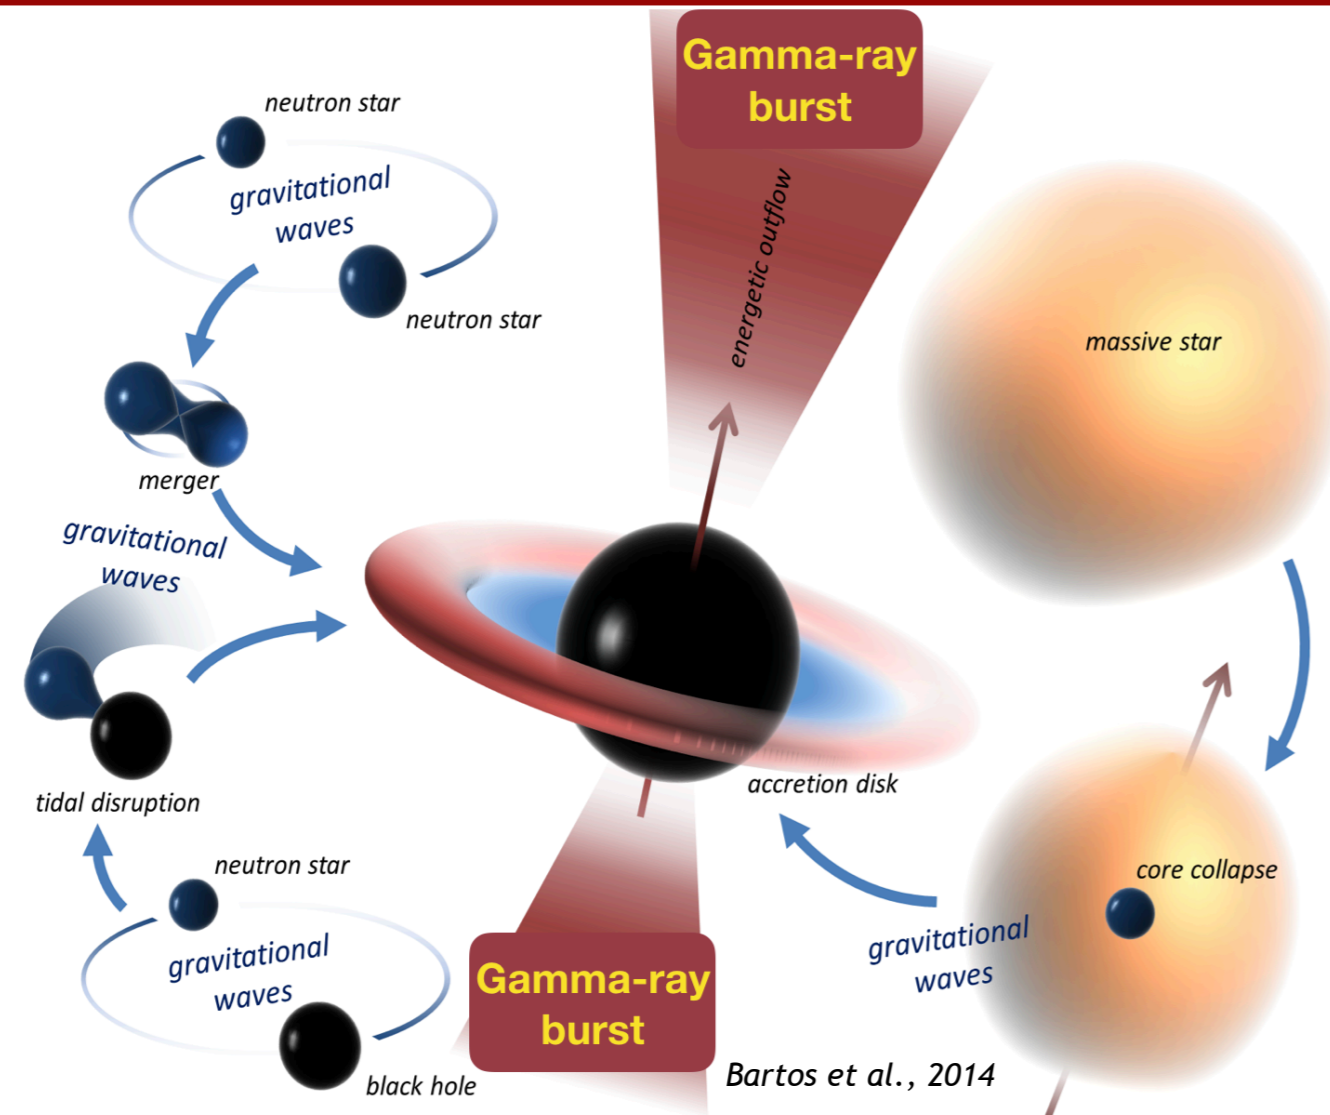 Gamma-ray
burst
energetic outflow
neutron star
gravitational
waves
neutron star
merger
gravitational
waves
tidal disruption
neutron star
gravitational
waves
black hole
massive star
accretion disk
core collapse
gravitational
waves
Gamma-ray
burst
Bartos et al., 2014